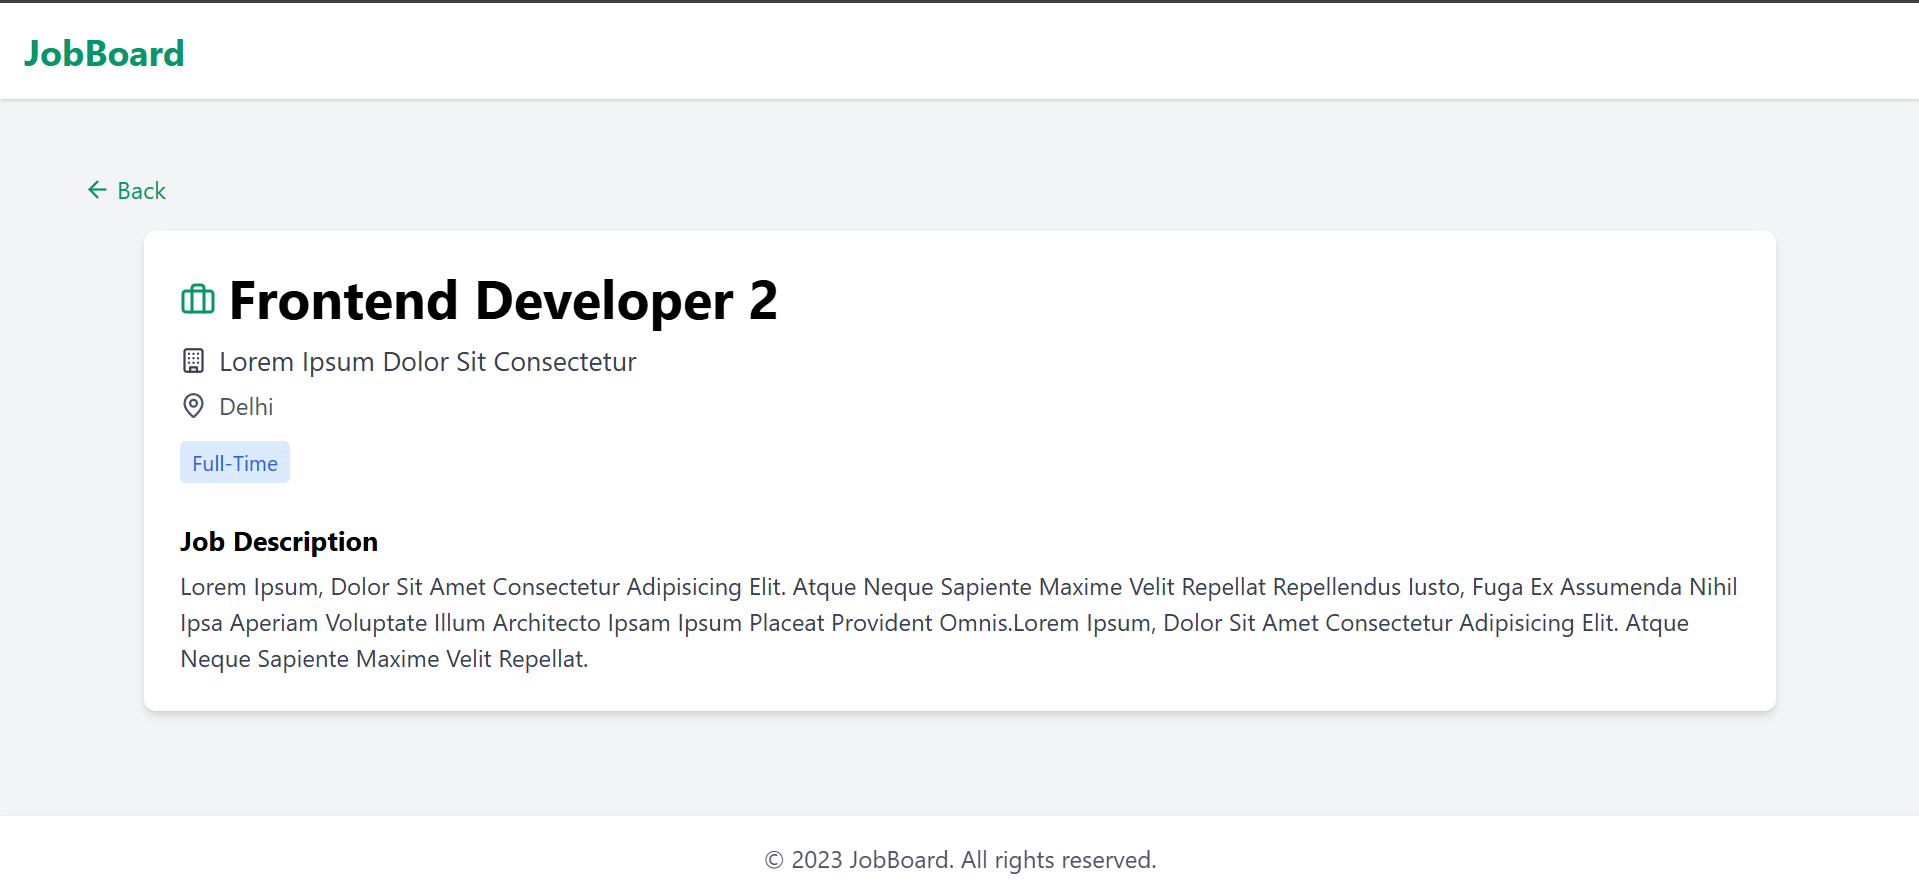 JobBoard
Back
Frontend Developer 2
Lorem Ipsum Dolor Sit Consectetur
Delhi
Full-Time
Job Description
Lorem Ipsum, Dolor Sit Amet Consectetur Adipisicing Elit. Atque Neque Sapiente Maxime Velit Repellat Repellendus Iusto, Fuga Ex Assumenda Nihil
Ipsa Aperiam Voluptate Illum Architecto Ipsam Ipsum Placeat Provident Omnis.Lorem Ipsum, Dolor Sit Amet Consectetur Adipisicing Elit. Atque
Neque Sapiente Maxime Velit Repellat.
© 2023 JobBoard. All rights reserved.